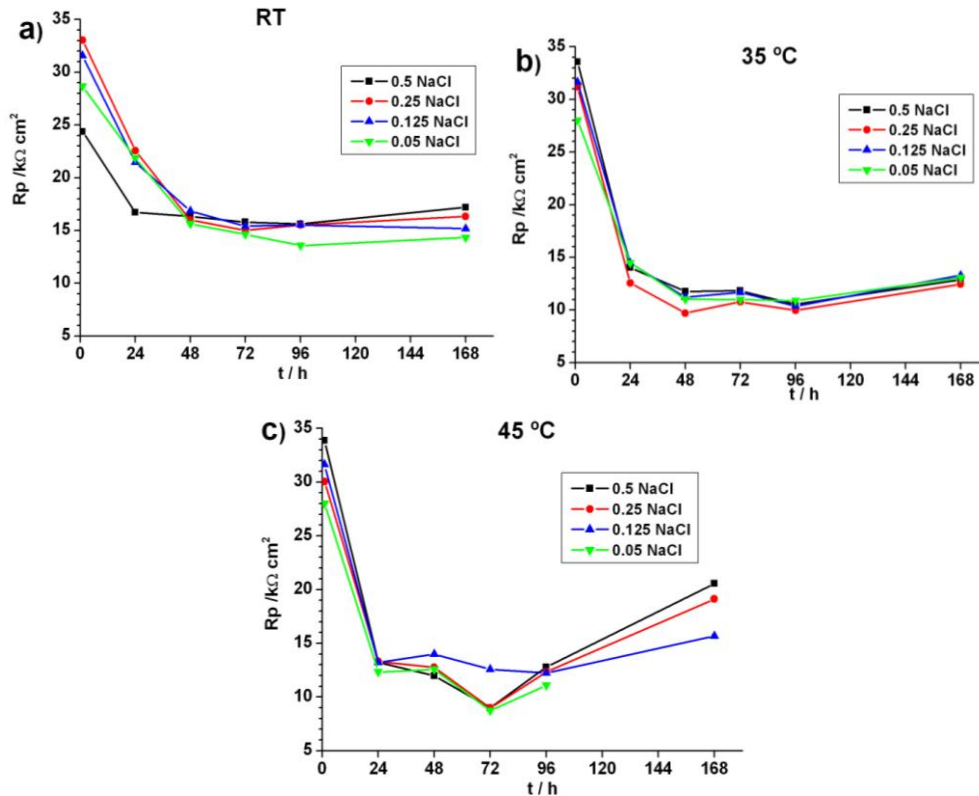 a)
RT
35
30
25
20
15
10
5
Rp /kΩ cm²
0.5 NaCl
0.25 NaCl
0.125 NaCl
0.05 NaCl
0 24 48 72 96 120 144 168
t / h
b)
35 ºC
35
30
25
20
15
10
5
Rp /kΩ cm²
0.5 NaCl
0.25 NaCl
0.125 NaCl
0.05 NaCl
0 24 48 72 96 120 144 168
t / h
c)
45 ºC
35
30
25
20
15
10
5
Rp /kΩ cm²
0.5 NaCl
0.25 NaCl
0.125 NaCl
0.05 NaCl
0 24 48 72 96 120 144 168
t / h